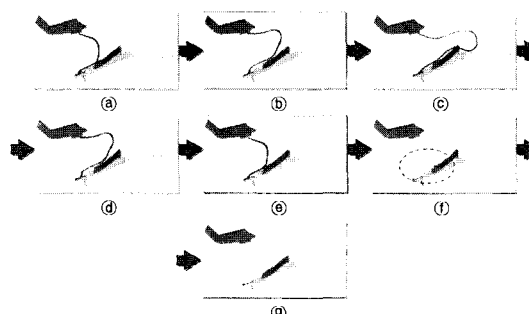 ⓐ ⓑ ⓒ
ⓓ ⓔ ⓕ
ⓖ